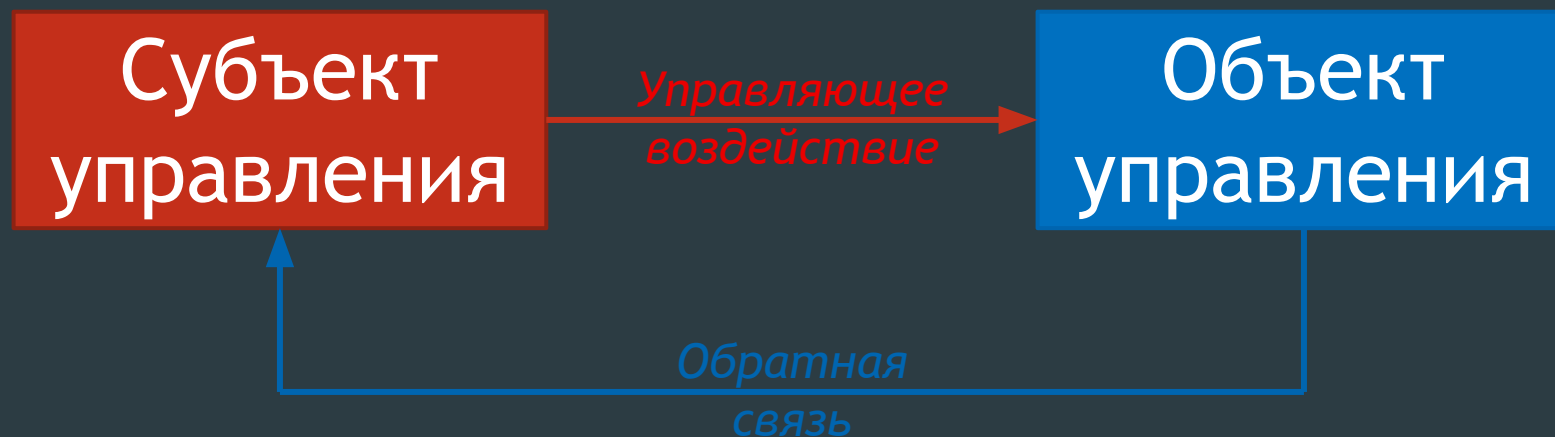 Субъект
управления
Управляющее
воздействие
Объект
управления
Обратная
связь